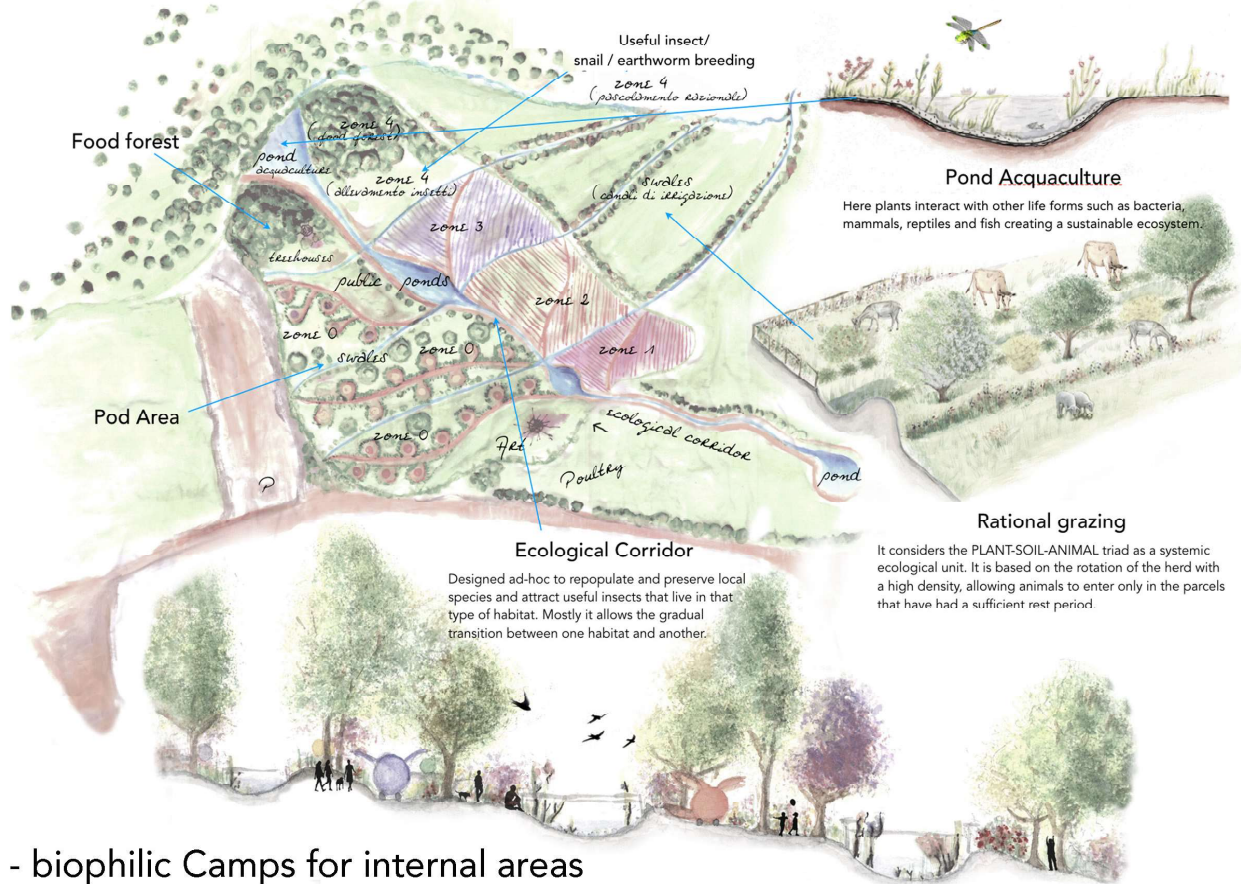 Useful insect/
snail / earthworm breeding
zone 4
(pascolamento razionale)
Food forest
zone 4
(food forest)
pond
acquaculture
zone 4
(allevamento insetti)
swales
(canali di irrigazione)
zone 3
treehouses
public ponds
zone 2
zone 0
swales
zone 0
zone 1
Pod Area
zone 0
Art
ecological corridor
Poultry
pond
P
Pond Acquaculture
Here plants interact with other life forms such as bacteria,
mammals, reptiles and fish creating a sustainable ecosystem.
Rational grazing
It considers the PLANT-SOIL-ANIMAL triad as a systemic
ecological unit. It is based on the rotation of the herd with
a high density, allowing animals to enter only in the parcels
that have had a sufficient rest period.
Ecological Corridor
Designed ad-hoc to repopulate and preserve local
species and attract useful insects that live in that
type of habitat. Mostly it allows the gradual
transition between one habitat and another.
- biophilic Camps for internal areas